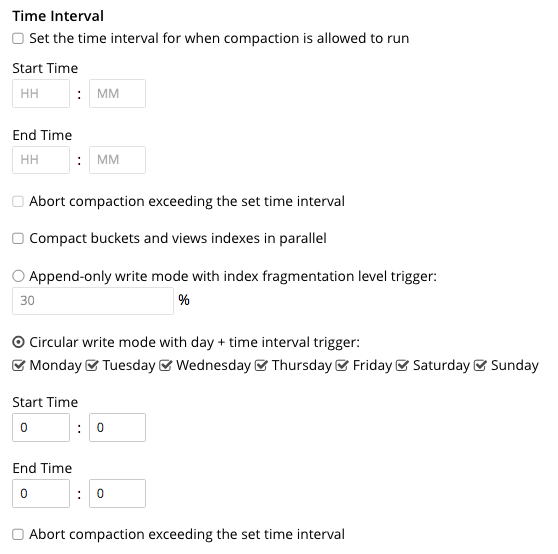 Time Interval
Set the time interval for when compaction is allowed to run
Start Time
HH : MM
End Time
HH : MM
Abort compaction exceeding the set time interval
Compact buckets and views indexes in parallel
Append-only write mode with index fragmentation level trigger:
30 %
Circular write mode with day + time interval trigger:
Monday Tuesday Wednesday Thursday Friday Saturday Sunday
Start Time
0 : 0
End Time
0 : 0
Abort compaction exceeding the set time interval